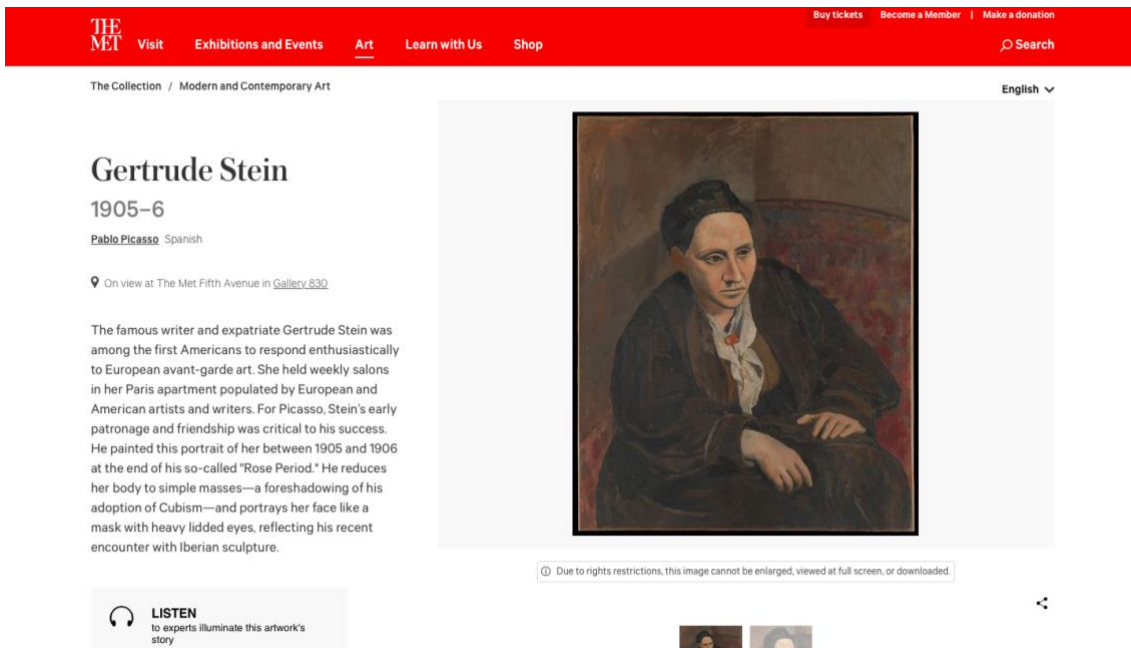 Buy tickets Become a Member | Make a donation
THE
MET
Visit Exhibitions and Events Art Learn with Us Shop
Search
The Collection / Modern and Contemporary Art
English
Gertrude Stein
1905–6
Pablo Picasso Spanish
On view at The Met Fifth Avenue in Gallery 830
The famous writer and expatriate Gertrude Stein was
among the first Americans to respond enthusiastically
to European avant-garde art. She held weekly salons
in her Paris apartment populated by European and
American artists and writers. For Picasso, Stein's early
patronage and friendship was critical to his success.
He painted this portrait of her between 1905 and 1906
at the end of his so-called "Rose Period." He reduces
her body to simple masses—a foreshadowing of his
adoption of Cubism—and portrays her face like a
mask with heavy lidded eyes, reflecting his recent
encounter with Iberian sculpture.
Due to rights restrictions, this image cannot be enlarged, viewed at full screen, or downloaded.
LISTEN
to experts illuminate this artwork's
story